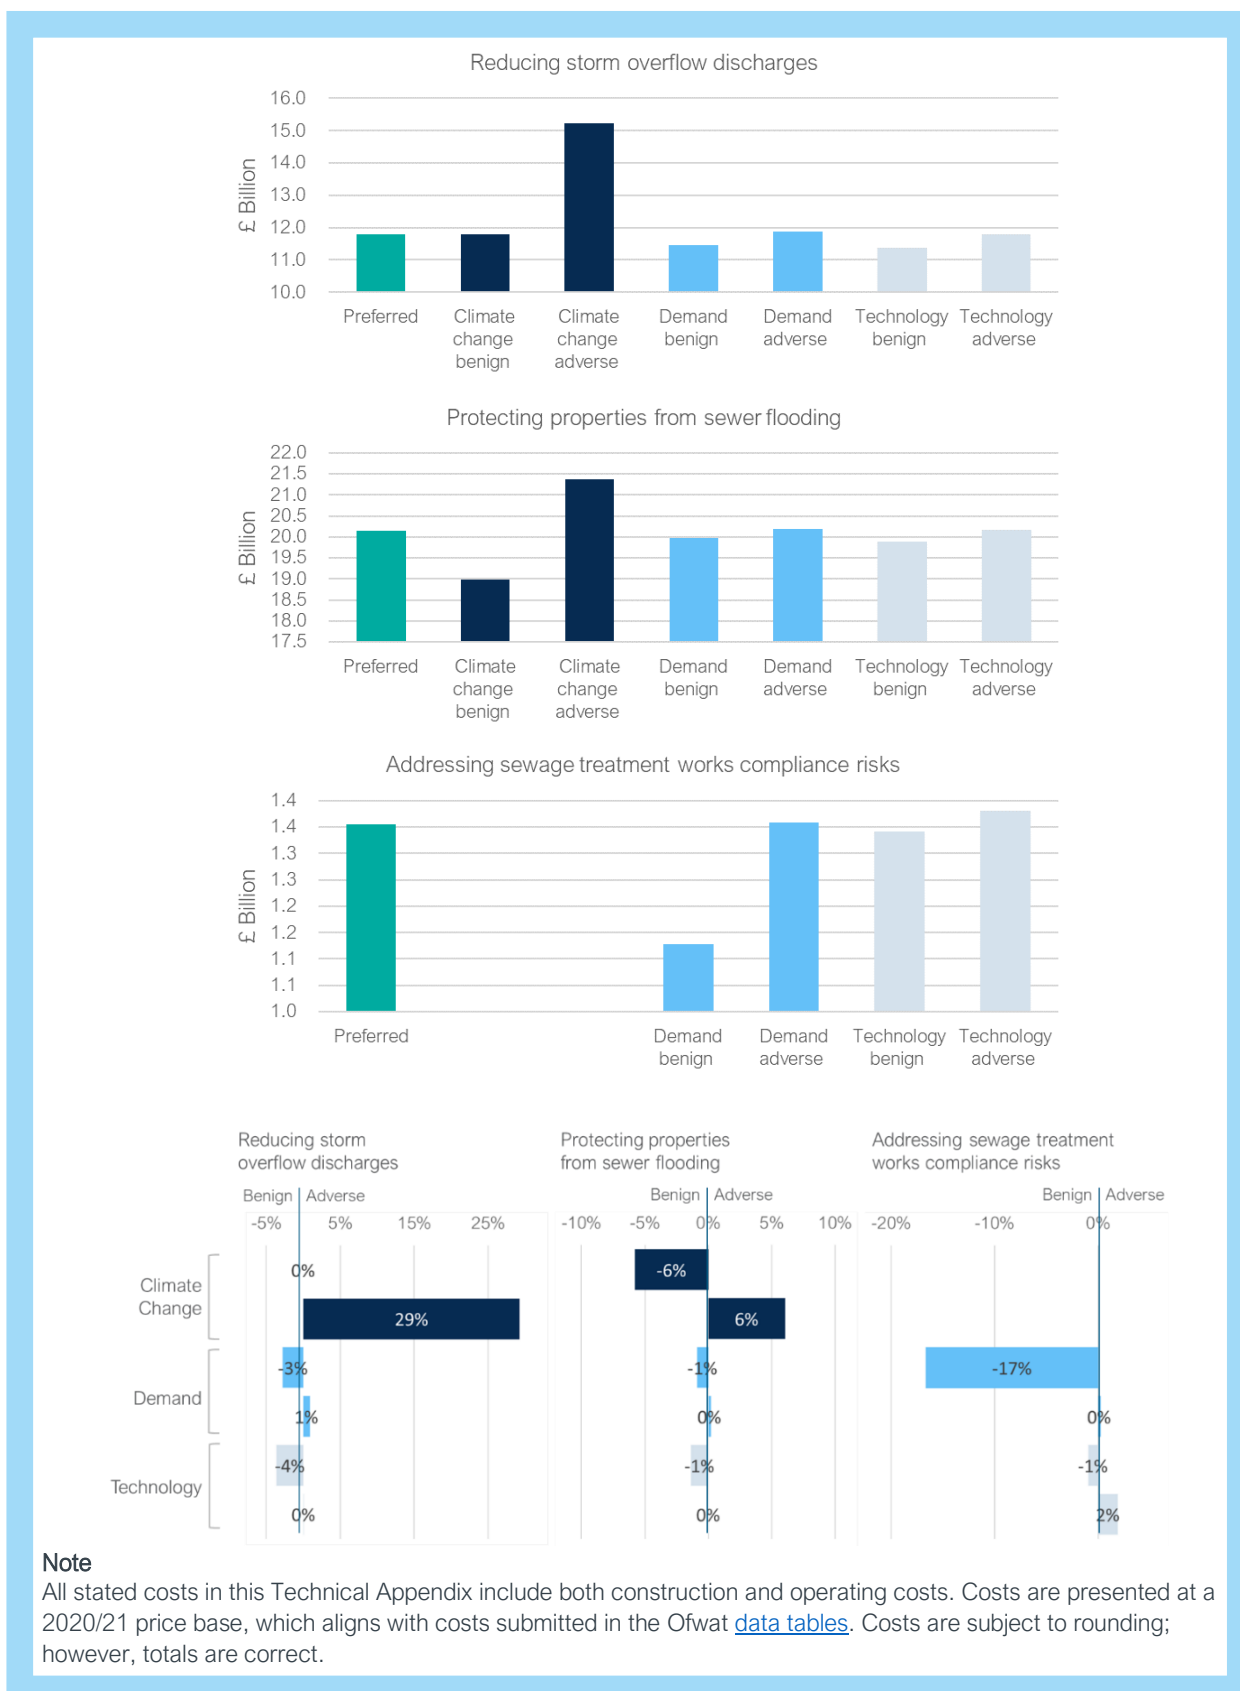 Reducing storm overflow discharges
16.0
15.0
14.0
13.0
12.0
11.0
10.0
£ Billion
Preferred
Climate change benign
Climate change adverse
Demand benign
Demand adverse
Technology benign
Technology adverse
Protecting properties from sewer flooding
22.0
21.5
21.0
20.5
20.0
19.5
19.0
18.5
18.0
17.5
£ Billion
Preferred
Climate change benign
Climate change adverse
Demand benign
Demand adverse
Technology benign
Technology adverse
Addressing sewage treatment works compliance risks
1.4
1.4
1.3
1.3
1.2
1.2
1.1
1.1
1.0
£ Billion
Preferred
Demand benign
Demand adverse
Technology benign
Technology adverse
Reducing storm
overflow discharges
Benign Adverse
-5% 5% 15% 25%
Climate
Change
0%
29%
Demand
-3%
1%
Technology
-4%
0%
Protecting properties
from sewer flooding
Benign Adverse
-10% -5% 0% 5% 10%
-6%
6%
-1%
0%
-1%
0%
Addressing sewage treatment
works compliance risks
Benign Adverse
-20% -10% 0%
-17%
0%
-1%
2%
Note
All stated costs in this Technical Appendix include both construction and operating costs. Costs are presented at a
2020/21 price base, which aligns with costs submitted in the Ofwat data tables. Costs are subject to rounding;
however, totals are correct.